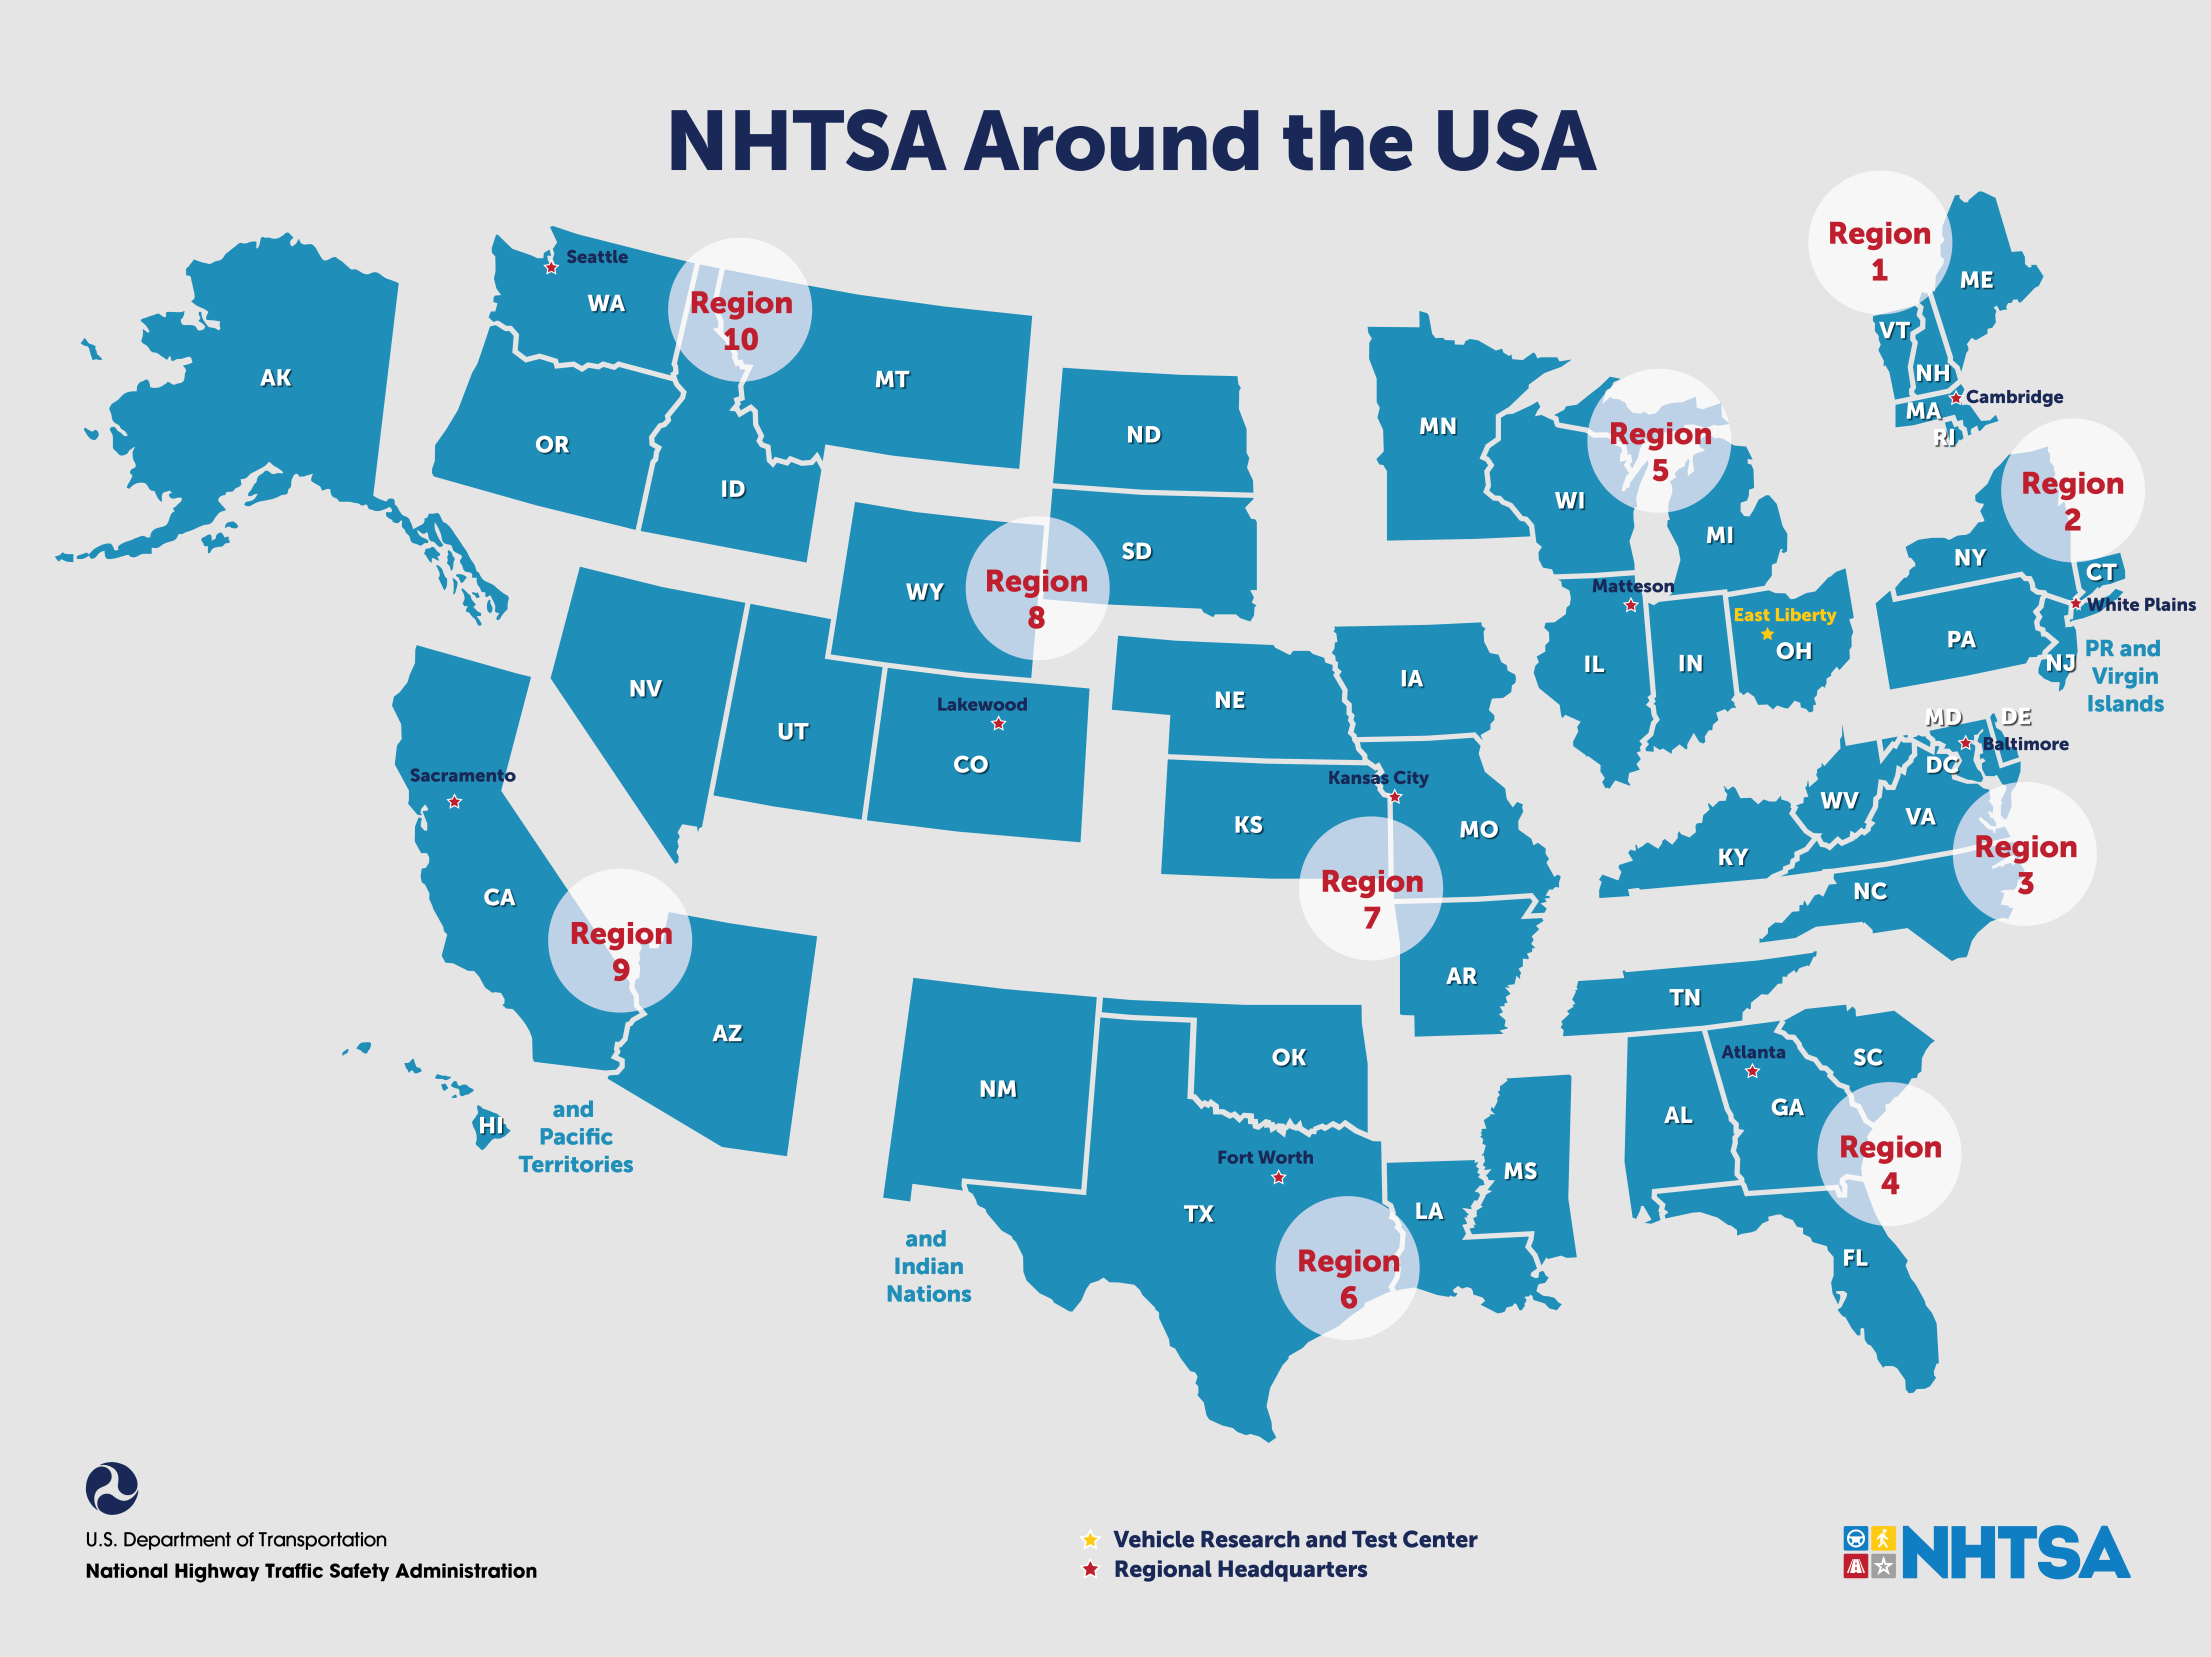 NHTSA Around the USA
AK
Seattle
WA
OR
Region
10
ID
MT
ND
SD
WY
Region
8
NV
UT
Lakewood
CO
Sacramento
CA
Region
9
AZ
HI
and
Pacific
Territories
NE
IA
KS
Kansas City
MO
Region
7
AR
NM
OK
Fort Worth
TX
LA
MS
Region
6
and
Indian
Nations
MN
WI
Region
5
MI
Matteson
IL
IN
East Liberty
OH
Region
1
ME
VT
NH
Cambridge
MA
RI
Region
2
NY
CT
White Plains
PA
NJ
PR and
Virgin
Islands
MD
DE
Baltimore
DC
WV
VA
KY
NC
Region
3
TN
Atlanta
SC
AL
GA
Region
4
FL
U.S. Department of Transportation
National Highway Traffic Safety Administration
Vehicle Research and Test Center
Regional Headquarters
NHTSA